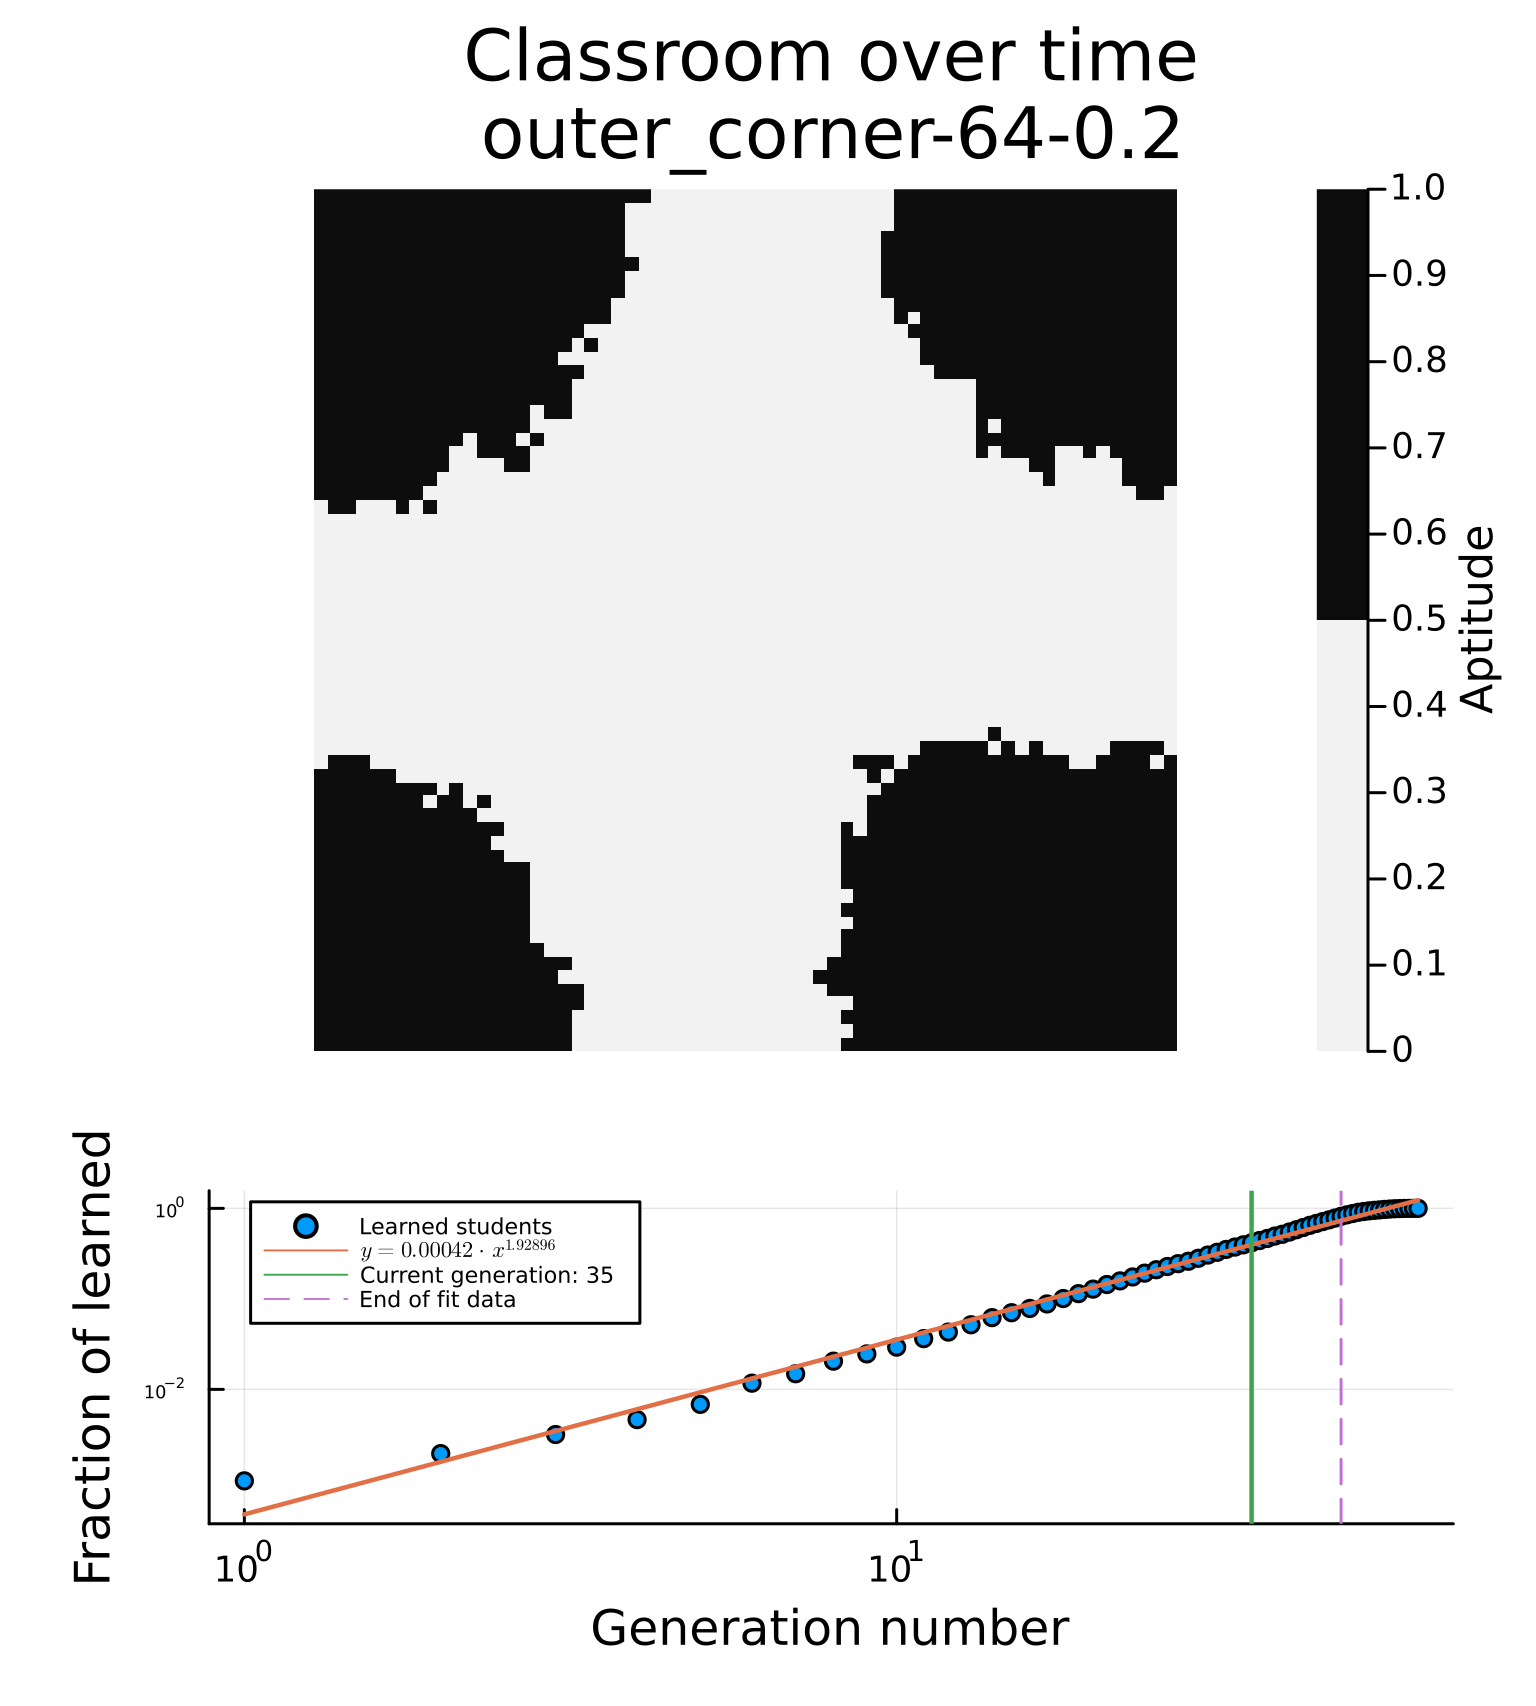 Classroom over time
outer_corner-64-0.2
1.0
0.9
0.8
0.7
0.6
0.5
0.4
0.3
0.2
0.1
0
Aptitude
Fraction of learned
10⁰
10⁻²
Learned students
y = 0.00042 · x^1.92896
Current generation: 35
End of fit data
10⁰
10¹
Generation number